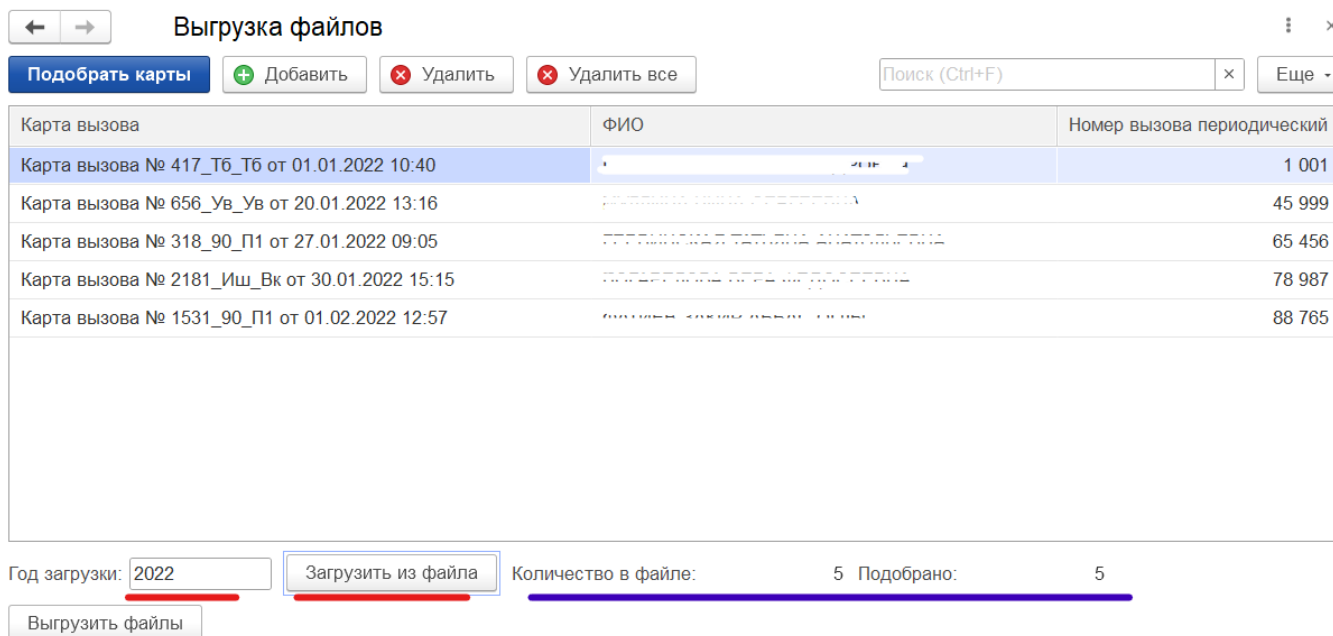 Выгрузка файлов
Подобрать карты Добавить Удалить Удалить все Поиск (Ctrl+F) Еще
Карта вызова ФИО Номер вызова периодический
Карта вызова № 417_Тб_Тб от 01.01.2022 10:40 1 001
Карта вызова № 656_Ув_Ув от 20.01.2022 13:16 45 999
Карта вызова № 318_90_П1 от 27.01.2022 09:05 65 456
Карта вызова № 2181_Иш_Вк от 30.01.2022 15:15 78 987
Карта вызова № 1531_90_П1 от 01.02.2022 12:57 88 765
Год загрузки: 2022 Загрузить из файла Количество в файле: 5 Подобрано: 5
Выгрузить файлы